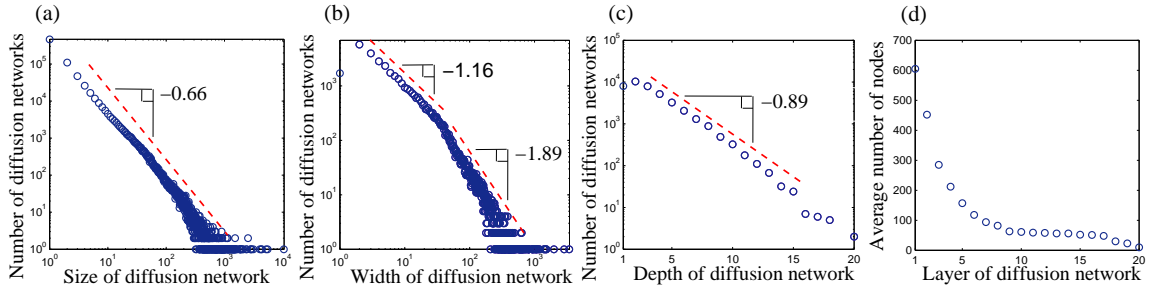 (a)
Number of diffusion networks
10^5
10^4
10^3
10^2
10^1
10^0
−0.66
10^0 10^1 10^2 10^3 10^4
Size of diffusion network
(b)
Number of diffusion networks
10^3
10^2
10^1
10^0
−1.16
−1.89
10^0 10^1 10^2 10^3
Width of diffusion network
(c)
Number of diffusion networks
10^5
10^4
10^3
10^2
10^1
10^0
−0.89
1 5 10 15 20
Depth of diffusion network
(d)
Average number of nodes
700
600
500
400
300
200
100
0
1 5 10 15 20
Layer of diffusion network